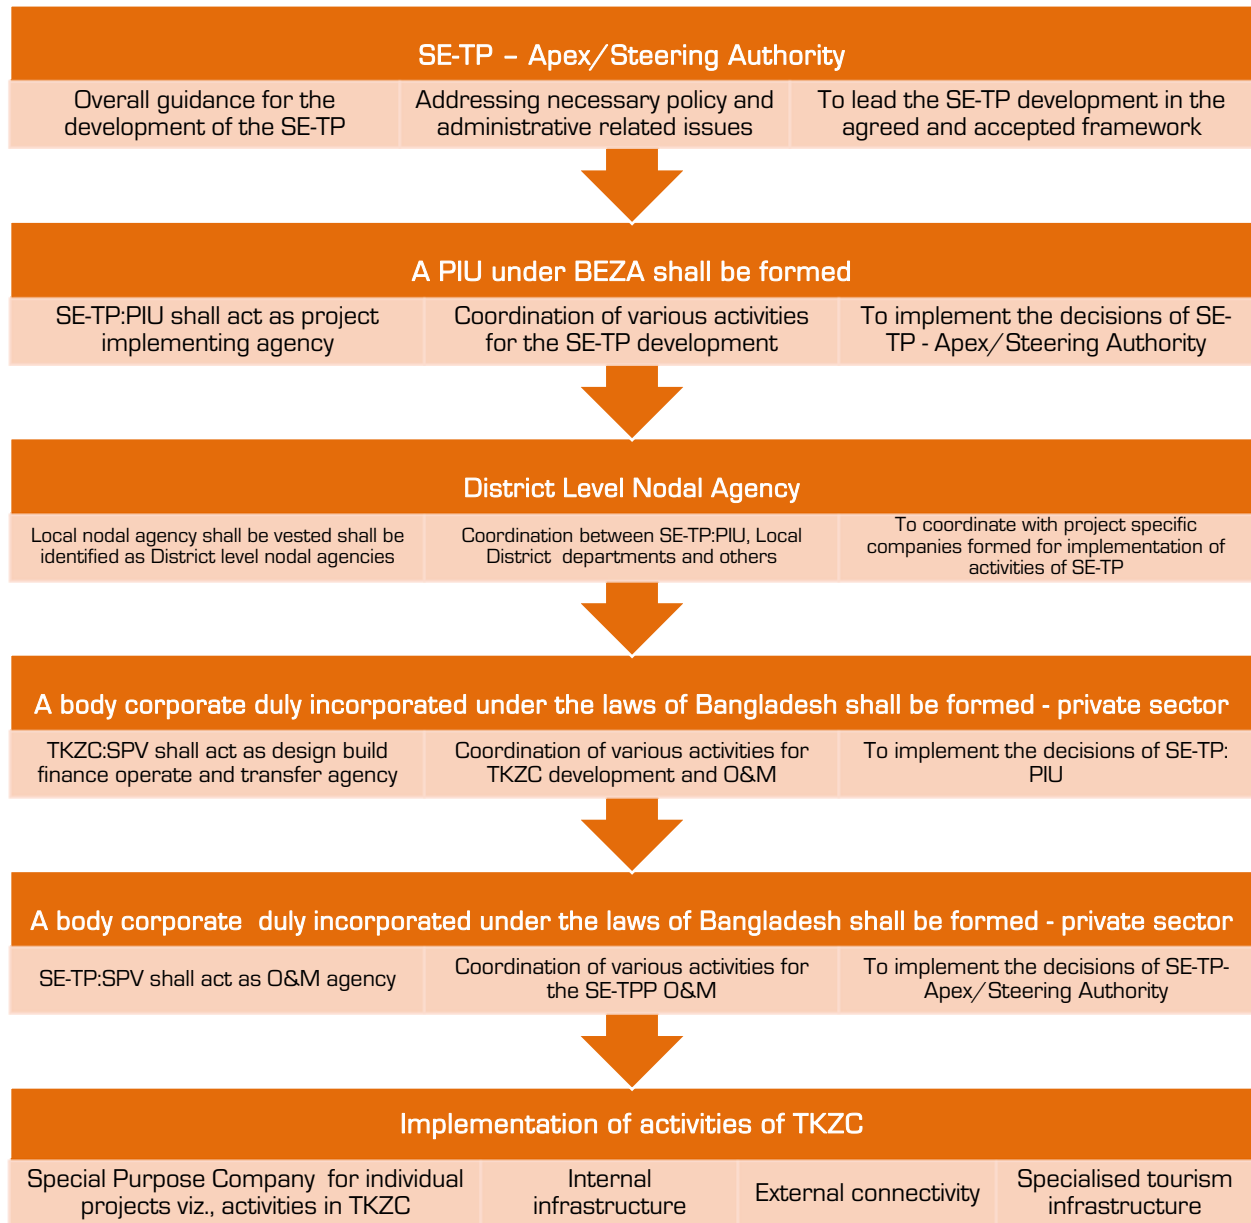 SE-TP – Apex/Steering Authority
Overall guidance for the
development of the SE-TP
Addressing necessary policy and
administrative related issues
To lead the SE-TP development in the
agreed and accepted framework
A PIU under BEZA shall be formed
SE-TP:PIU shall act as project
implementing agency
Coordination of various activities
for the SE-TP development
To implement the decisions of SE-
TP - Apex/Steering Authority
District Level Nodal Agency
Local nodal agency shall be vested shall be
identified as District level nodal agencies
Coordination between SE-TP:PIU, Local
District departments and others
To coordinate with project specific
companies formed for implementation of
activities of SE-TP
A body corporate duly incorporated under the laws of Bangladesh shall be formed - private sector
TKZC:SPV shall act as design build
finance operate and transfer agency
Coordination of various activities for
TKZC development and O&M
To implement the decisions of SE-TP:
PIU
A body corporate duly incorporated under the laws of Bangladesh shall be formed - private sector
SE-TP:SPV shall act as O&M agency
Coordination of various activities for
the SE-TPP O&M
To implement the decisions of SE-TP-
Apex/Steering Authority
Implementation of activities of TKZC
Special Purpose Company for individual
projects viz., activities in TKZC
Internal
infrastructure
External connectivity
Specialised tourism
infrastructure